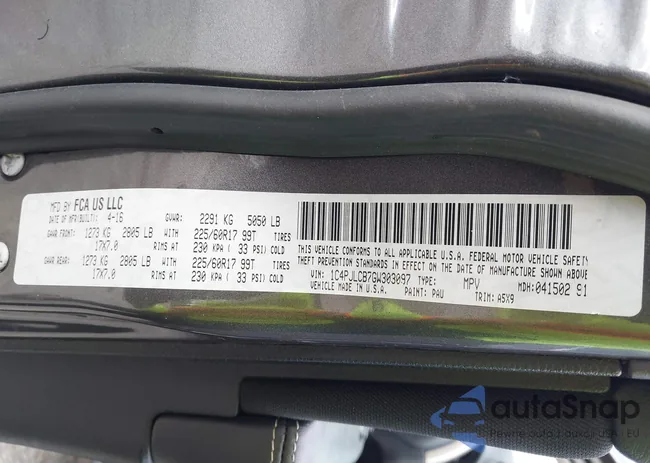 MFD BY FCA US LLC
DATE OF MFR(BUILT): 4-16 GVWR: 2291 KG 5050 LB
GAWR FRONT: 1273 KG 2805 LB WITH 225/60R17 99T TIRES
17X7.0 RIMS AT 230 KPA ( 33 PSI) COLD
GAWR REAR: 1273 KG 2805 LB WITH 225/60R17 99T TIRES
17X7.0 RIMS AT 230 KPA ( 33 PSI) COLD
THIS VEHICLE CONFORMS TO ALL APPLICABLE U.S.A. FEDERAL MOTOR VEHICLE SAFETY
THEFT PREVENTION STANDARDS IN EFFECT ON THE DATE OF MANUFACTURE SHOWN ABOVE
VIN: 1C4PJLCB7GW303097 TYPE: MPV MDH: 041502 91
VEHICLE MADE IN U.S.A. PAINT: PAU TRIM: A5X9
autaSnap